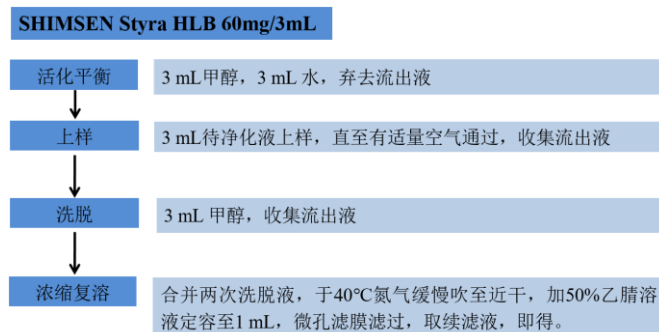 SHIMSEN Styra HLB 60mg/3mL
活化平衡
3 mL甲醇，3 mL 水，弃去流出液
上样
3 mL待净化液上样，直至有适量空气通过，收集流出液
洗脱
3 mL 甲醇，收集流出液
浓缩复溶
合并两次洗脱液，于40℃氮气缓慢吹至近干，加50%乙腈溶
液定容至1 mL，微孔滤膜滤过，取续滤液，即得。